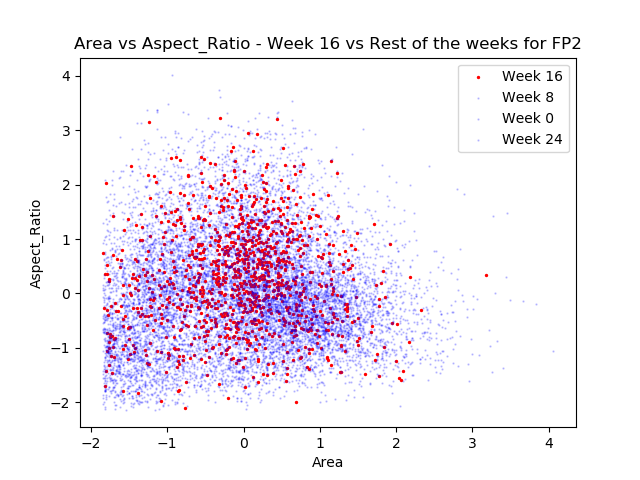 Area vs Aspect_Ratio - Week 16 vs Rest of the weeks for FP2
Week 16
Week 8
Week 0
Week 24
Aspect_Ratio
4
3
2
1
0
−1
−2
−2
−1
0
1
2
3
4
Area